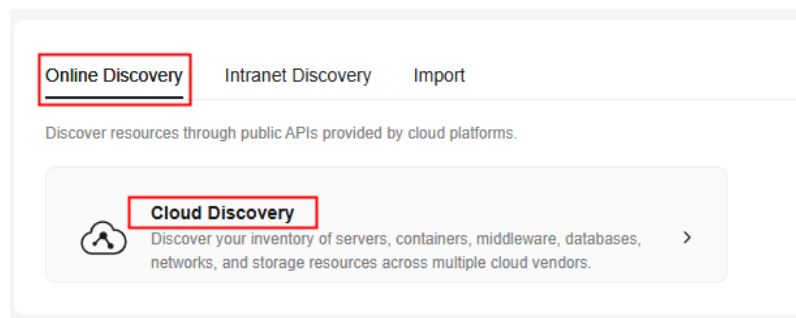 Online Discovery Intranet Discovery Import
Discover resources through public APIs provided by cloud platforms.
Cloud Discovery
Discover your inventory of servers, containers, middleware, databases,
networks, and storage resources across multiple cloud vendors.